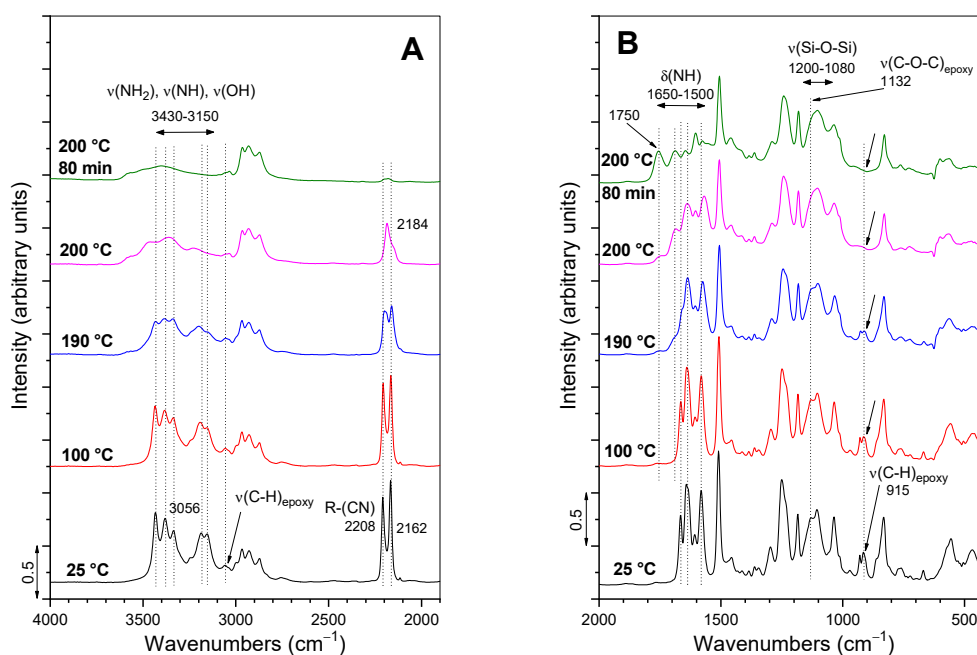 A
ν(NH₂), ν(NH), ν(OH)
3430-3150
200 °C
80 min
200 °C
2184
190 °C
100 °C
3056
ν(C-H)epoxy
R-(CN)
2208
2162
25 °C
0.5
4000 3500 3000 2500 2000
Wavenumbers (cm⁻¹)
Intensity (arbitrary units)
B
ν(Si-O-Si)
1200-1080
ν(C-O-C)epoxy
1132
δ(NH)
1650-1500
1750
200 °C
80 min
200 °C
190 °C
100 °C
ν(C-H)epoxy
915
0.5
25 °C
2000 1500 1000 500
Wavenumbers (cm⁻¹)
Intensity (arbitrary units)